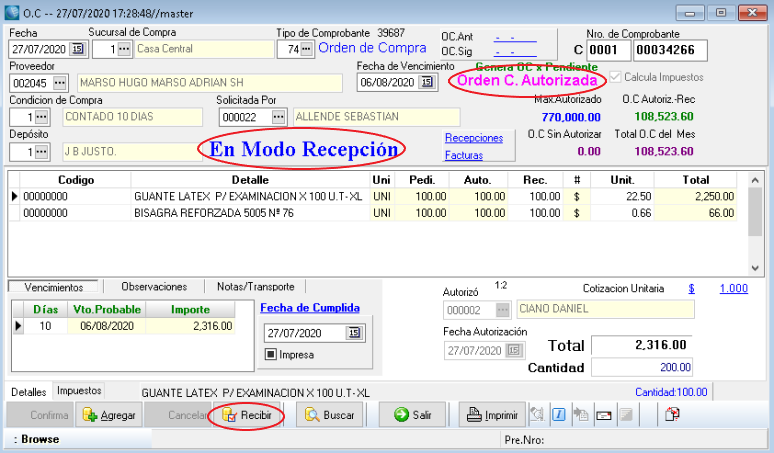 O.C -- 27/07/2020 17:28:48//master
Fecha Sucursal de Compra Tipo de Comprobante 39687 OC.Ant - - Nro. de Comprobante
27/07/2020 15 1 ... Casa Central 74 ... Orden de Compra OC.Sig - - C 0001 00034266
Proveedor Fecha de Vencimiento Genera OC x Pendiente
002045 ... MARSO HUGO MARSO ADRIAN SH 06/08/2020 15 Orden C. Autorizada Calcula Impuestos
Condicion de Compra Solicitada Por Max.Autorizado O.C Autoriz.-Rec
1 ... CONTADO 10 DIAS 000022 ... ALLENDE SEBASTIAN 770,000.00 108,523.60
Depósito O.C Sin Autorizar Total O.C del Mes
1 ... J B JUSTO. En Modo Recepción Recepciones 0.00 108,523.60
Facturas
Codigo Detalle Uni Pedi. Auto. Rec. # Unit. Total
00000000 GUANTE LATEX P/ EXAMINACION X 100 U.T-XL UNI 100.00 100.00 100.00 $ 22.50 2,250.00
00000000 BISAGRA REFORZADA 5005 Nº 76 UNI 100.00 100.00 100.00 $ 0.66 66.00
Vencimientos Observaciones Notas/Transporte
Días Vto.Probable Importe
10 06/08/2020 2,316.00
Fecha de Cumplida
27/07/2020 15
Impresa
Autorizó 1:2 Cotizacion Unitaria $ 1.000
000002 ... CIANO DANIEL
Fecha Autorización
27/07/2020 15 Total 2,316.00
Cantidad 200.00
Detalles Impuestos GUANTE LATEX P/ EXAMINACION X 100 U.T-XL Cantidad:100.00
Confirma Agregar Cancelar Recibir Buscar Salir Imprimir
: Browse Pre.Nro: